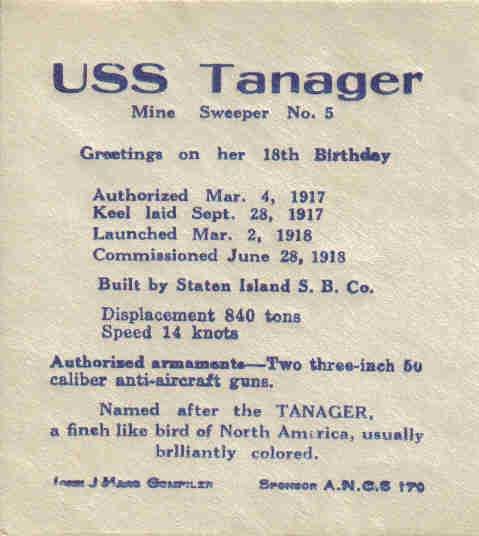 USS Tanager
Mine Sweeper No. 5
Greetings on her 18th Birthday
Authorized Mar. 4, 1917
Keel laid Sept. 28, 1917
Launched Mar. 2, 1918
Commissioned June 28, 1918
Built by Staten Island S. B. Co.
Displacement 840 tons
Speed 14 knots
Authorized armaments—Two three-inch 50
caliber anti-aircraft guns.
Named after the TANAGER,
a finch like bird of North America, usually
brlliantly colored.
J Marg Compiler Sponsor A.N.C.S 170